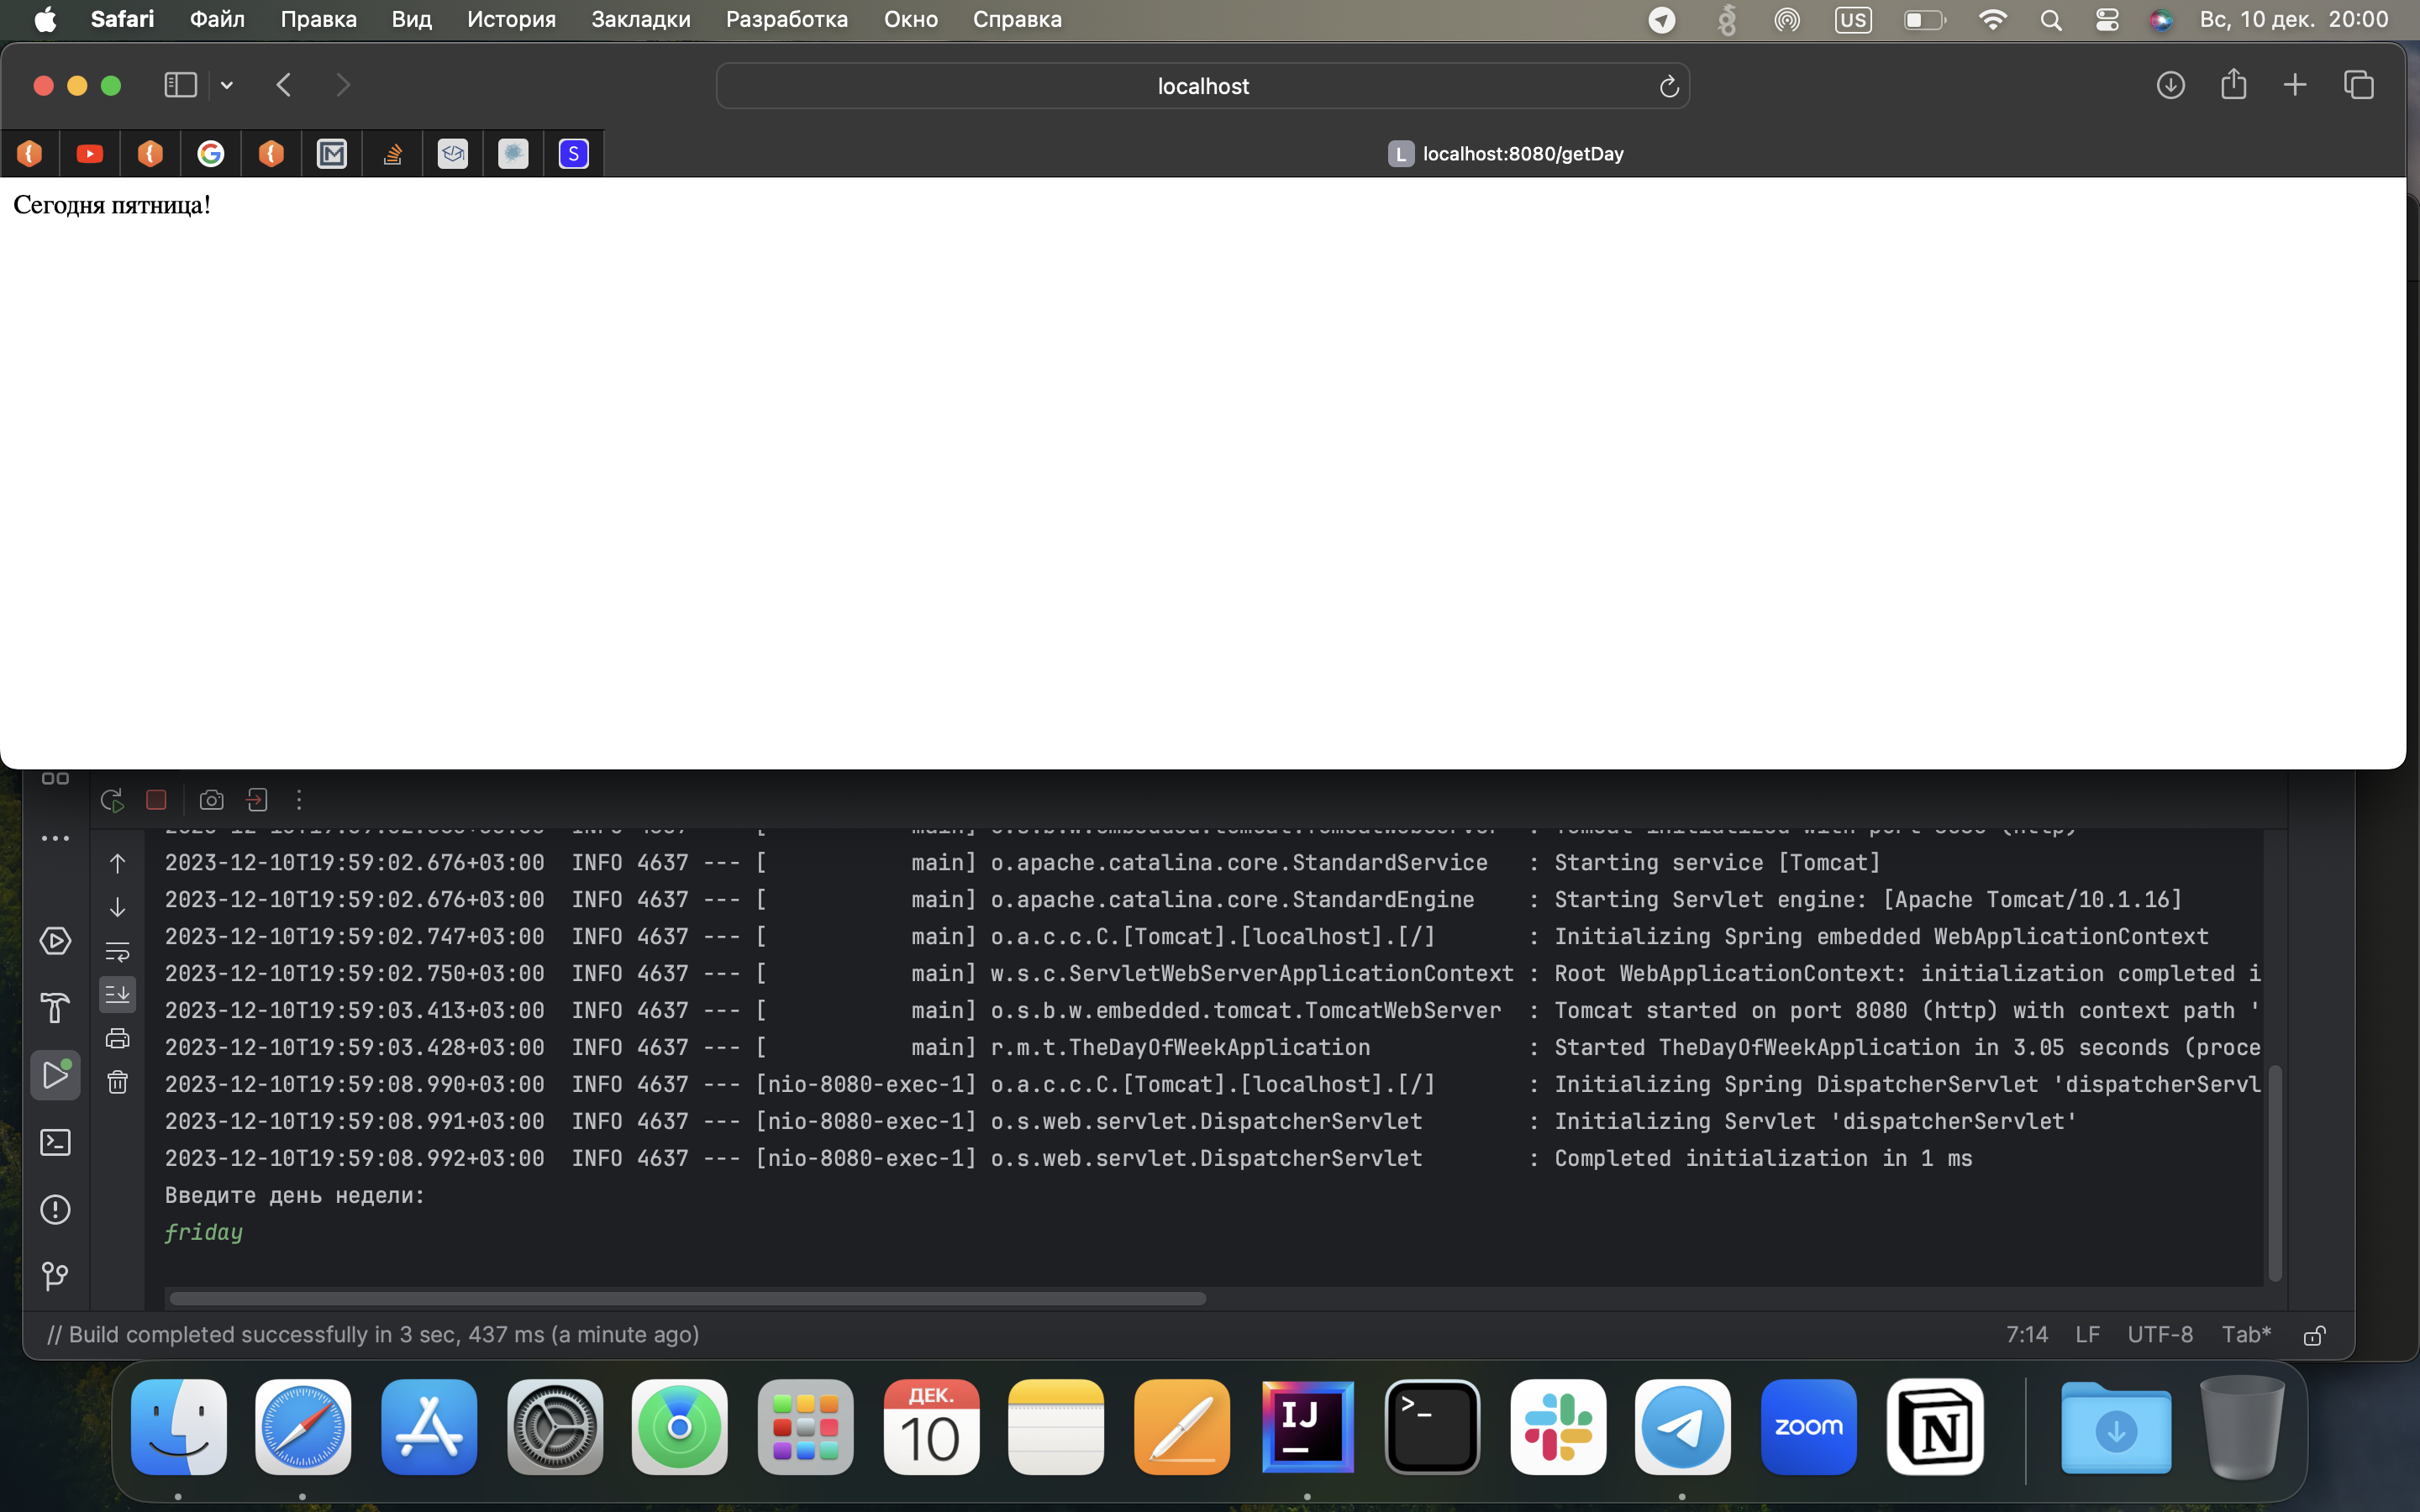 Safari Файл Правка Вид История Закладки Разработка Окно Справка US Вс, 10 дек. 20:00
localhost
S L localhost:8080/getDay
Сегодня пятница!
2023-12-10T19:59:02.676+03:00 INFO 4637 --- [ main] o.apache.catalina.core.StandardService : Starting service [Tomcat]
2023-12-10T19:59:02.676+03:00 INFO 4637 --- [ main] o.apache.catalina.core.StandardEngine : Starting Servlet engine: [Apache Tomcat/10.1.16]
2023-12-10T19:59:02.747+03:00 INFO 4637 --- [ main] o.a.c.c.C.[Tomcat].[localhost].[/] : Initializing Spring embedded WebApplicationContext
2023-12-10T19:59:02.750+03:00 INFO 4637 --- [ main] w.s.c.ServletWebServerApplicationContext : Root WebApplicationContext: initialization completed i
2023-12-10T19:59:03.413+03:00 INFO 4637 --- [ main] o.s.b.w.embedded.tomcat.TomcatWebServer : Tomcat started on port 8080 (http) with context path '
2023-12-10T19:59:03.428+03:00 INFO 4637 --- [ main] r.m.t.TheDayOfWeekApplication : Started TheDayOfWeekApplication in 3.05 seconds (proce
2023-12-10T19:59:08.990+03:00 INFO 4637 --- [nio-8080-exec-1] o.a.c.c.C.[Tomcat].[localhost].[/] : Initializing Spring DispatcherServlet 'dispatcherServl
2023-12-10T19:59:08.991+03:00 INFO 4637 --- [nio-8080-exec-1] o.s.web.servlet.DispatcherServlet : Initializing Servlet 'dispatcherServlet'
2023-12-10T19:59:08.992+03:00 INFO 4637 --- [nio-8080-exec-1] o.s.web.servlet.DispatcherServlet : Completed initialization in 1 ms
Введите день недели:
friday
// Build completed successfully in 3 sec, 437 ms (a minute ago) 7:14 LF UTF-8 Tab*
ДЕК.
10
IJ
zoom